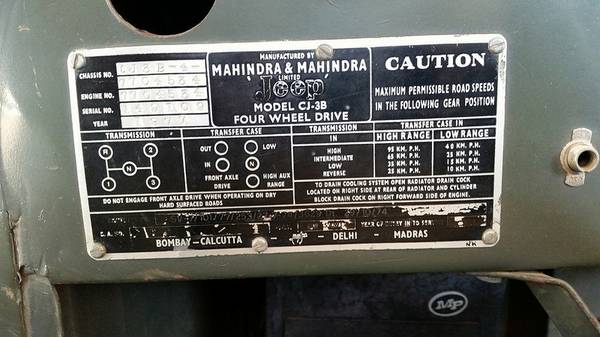 MANUFACTURED BY
MAHINDRA & MAHINDRA
LIMITED
'Jeep'
MODEL CJ-3B
FOUR WHEEL DRIVE
CHASSIS NO.
ENGINE NO.
SERIAL NO.
YEAR
CAUTION
MAXIMUM PERMISSIBLE ROAD SPEEDS
IN THE FOLLOWING GEAR POSITION
TRANSMISSION
R 2
N
1 3
TRANSFER CASE
OUT LOW
IN N
FRONT AXLE DRIVE
HIGH AUX RANGE
DO NOT ENGAGE FRONT AXLE DRIVE WHEN OPERATING ON DRY
HARD SURFACED ROADS
TRANSMISSION IN
TRANSFER CASE IN
HIGH RANGE LOW RANGE
HIGH 95 KM. P.H. 40 KM. P.H.
INTERMEDIATE 65 KM. P.H. 25 KM. P.H.
LOW 35 KM. P.H. 15 KM. P.H.
REVERSE 25 KM. P.H. 10 KM. P.H.
TO DRAIN COOLING SYSTEM OPEN RADIATOR DRAIN COCK
LOCATED ON RIGHT SIDE AT REAR OF RADIATOR AND CYLINDER
BLOCK DRAIN COCK ON RIGHT FORWARD SIDE OF ENGINE.
BOMBAY-CALCUTTA - - DELHI - MADRAS
NK
MP